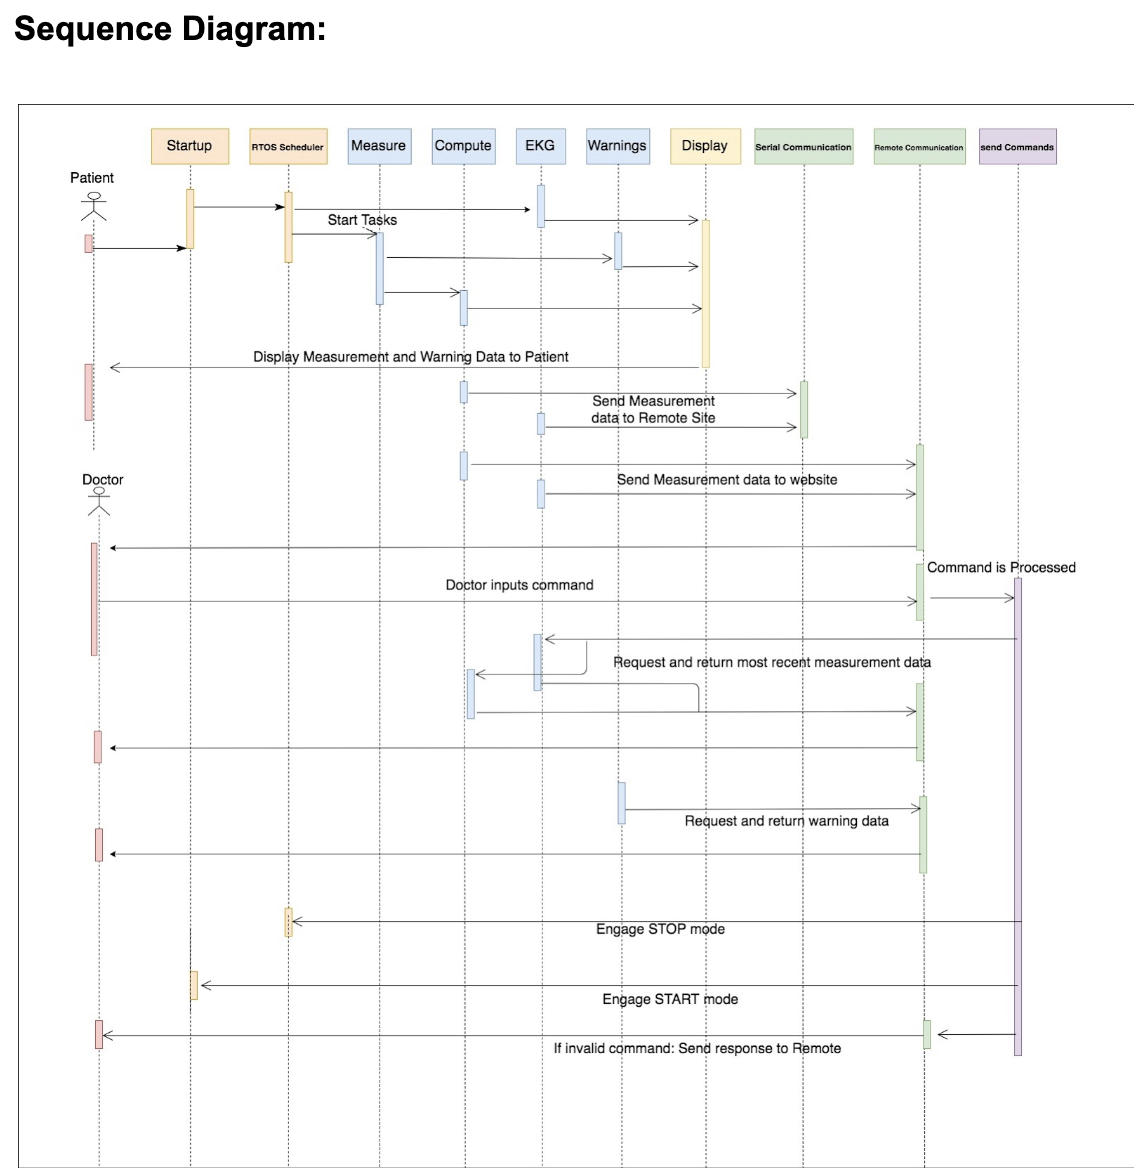 Sequence Diagram:
Startup
RTOS Scheduler
Measure
Compute
EKG
Warnings
Display
Serial Communication
Remote Communication
send Commands
Patient
Start Tasks
Display Measurement and Warning Data to Patient
Send Measurement
data to Remote Site
Send Measurement data to website
Doctor
Command is Processed
Doctor inputs command
Request and return most recent measurement data
Request and return warning data
Engage STOP mode
Engage START mode
If invalid command: Send response to Remote